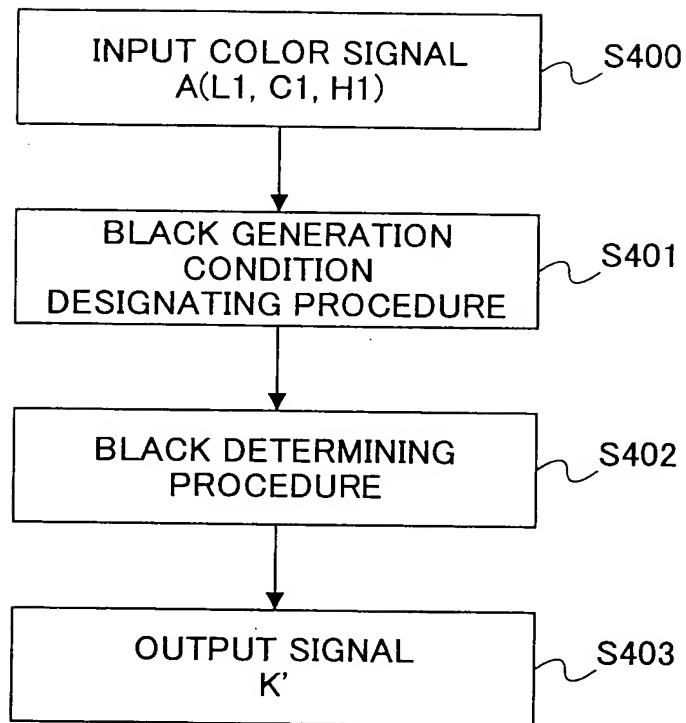 INPUT COLOR SIGNAL
A(L1, C1, H1)
S400
BLACK GENERATION
CONDITION
DESIGNATING PROCEDURE
S401
BLACK DETERMINING
PROCEDURE
S402
OUTPUT SIGNAL
K'
S403